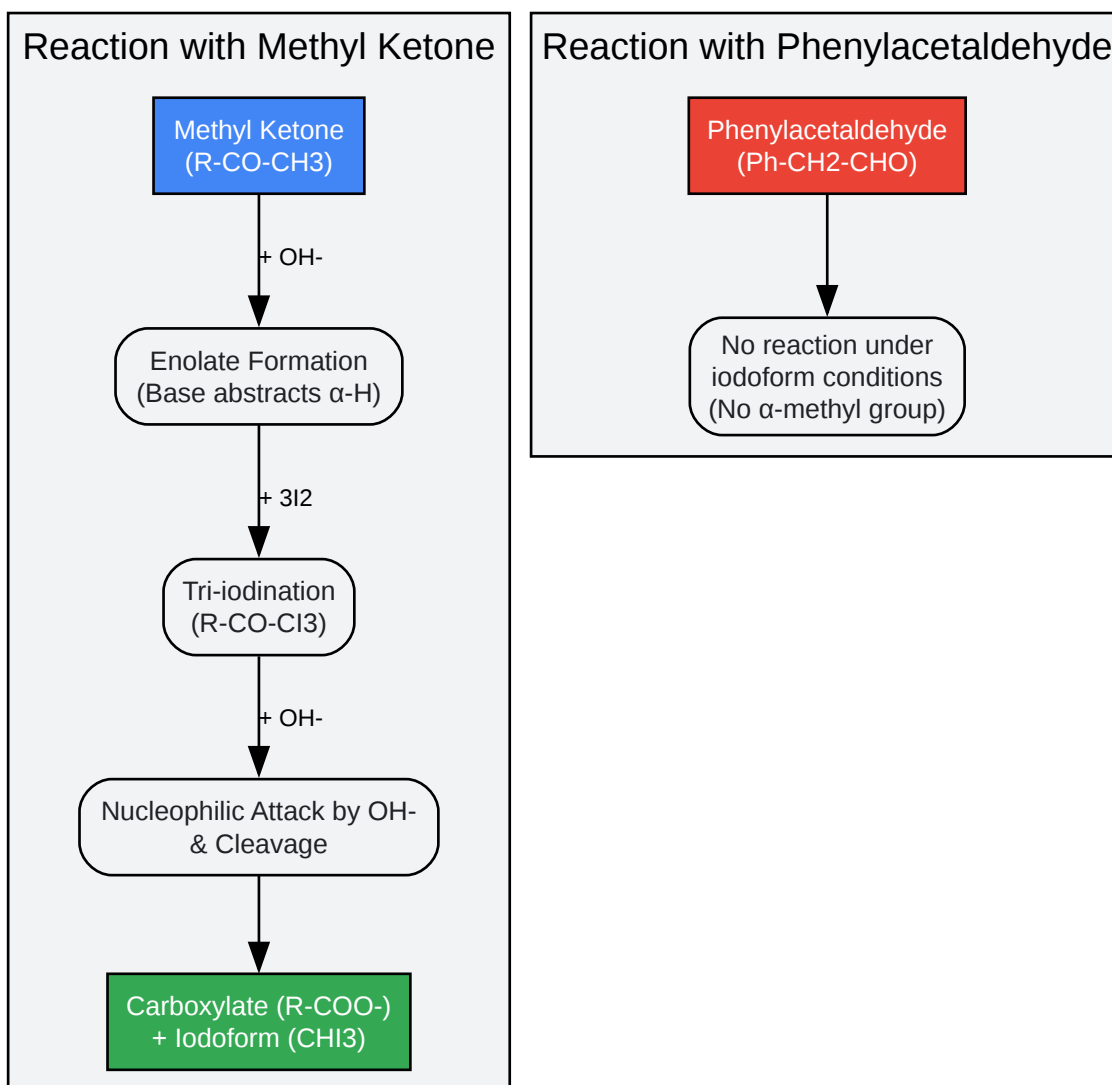 Reaction with Methyl Ketone
Methyl Ketone
(R-CO-CH3)
+ OH-
Enolate Formation
(Base abstracts α-H)
+ 3I2
Tri-iodination
(R-CO-CI3)
+ OH-
Nucleophilic Attack by OH-
& Cleavage
Carboxylate (R-COO-)
+ Iodoform (CHI3)
Reaction with Phenylacetaldehyde
Phenylacetaldehyde
(Ph-CH2-CHO)
No reaction under
iodoform conditions
(No α-methyl group)